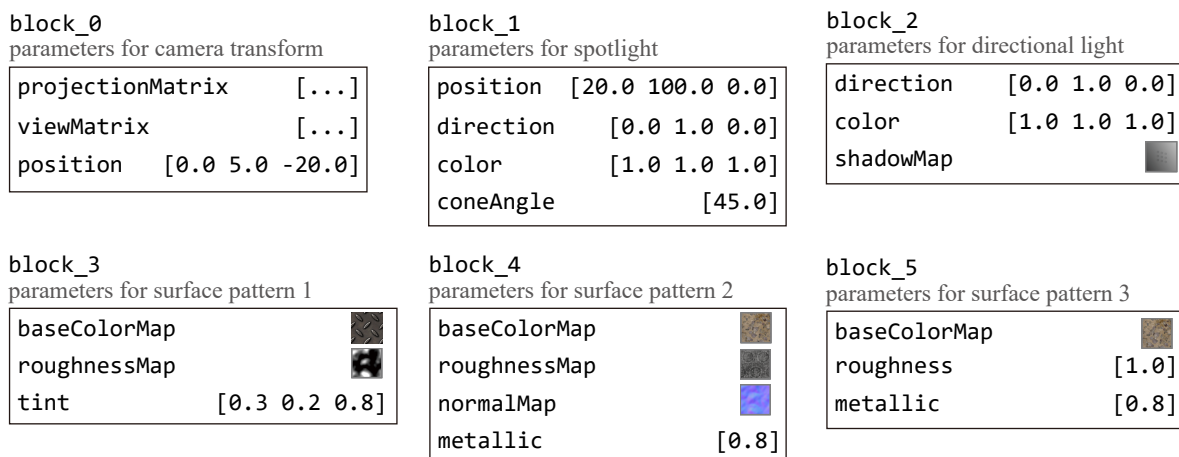 block_0
parameters for camera transform
projectionMatrix [...]
viewMatrix [...]
position [0.0 5.0 -20.0]
block_1
parameters for spotlight
position [20.0 100.0 0.0]
direction [0.0 1.0 0.0]
color [1.0 1.0 1.0]
coneAngle [45.0]
block_2
parameters for directional light
direction [0.0 1.0 0.0]
color [1.0 1.0 1.0]
shadowMap
block_3
parameters for surface pattern 1
baseColorMap
roughnessMap
tint [0.3 0.2 0.8]
block_4
parameters for surface pattern 2
baseColorMap
roughnessMap
normalMap
metallic [0.8]
block_5
parameters for surface pattern 3
baseColorMap
roughness [1.0]
metallic [0.8]